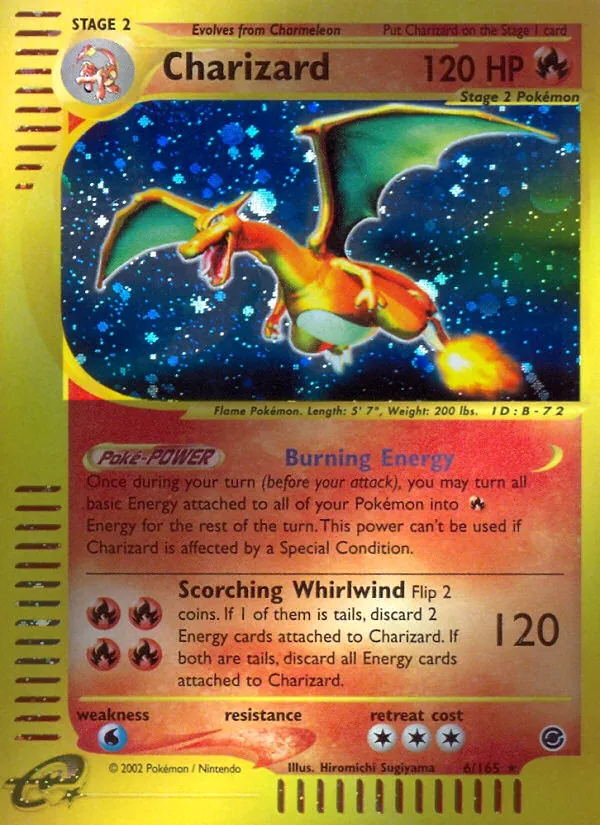 STAGE 2
Evolves from Charmeleon
Put Charizard on the Stage 1 card
Charizard
120 HP
Stage 2 Pokémon
Flame Pokémon. Length: 5' 7", Weight: 200 lbs. ID : B - 7 2
Poké-POWER Burning Energy
Once during your turn (before your attack), you may turn all
basic Energy attached to all of your Pokémon into
Energy for the rest of the turn. This power can't be used if
Charizard is affected by a Special Condition.
Scorching Whirlwind Flip 2
coins. If 1 of them is tails, discard 2
Energy cards attached to Charizard. If
both are tails, discard all Energy cards
attached to Charizard.
120
weakness
resistance
retreat cost
© 2002 Pokémon / Nintendo
Illus. Hiromichi Sugiyama
6/165 ★
e